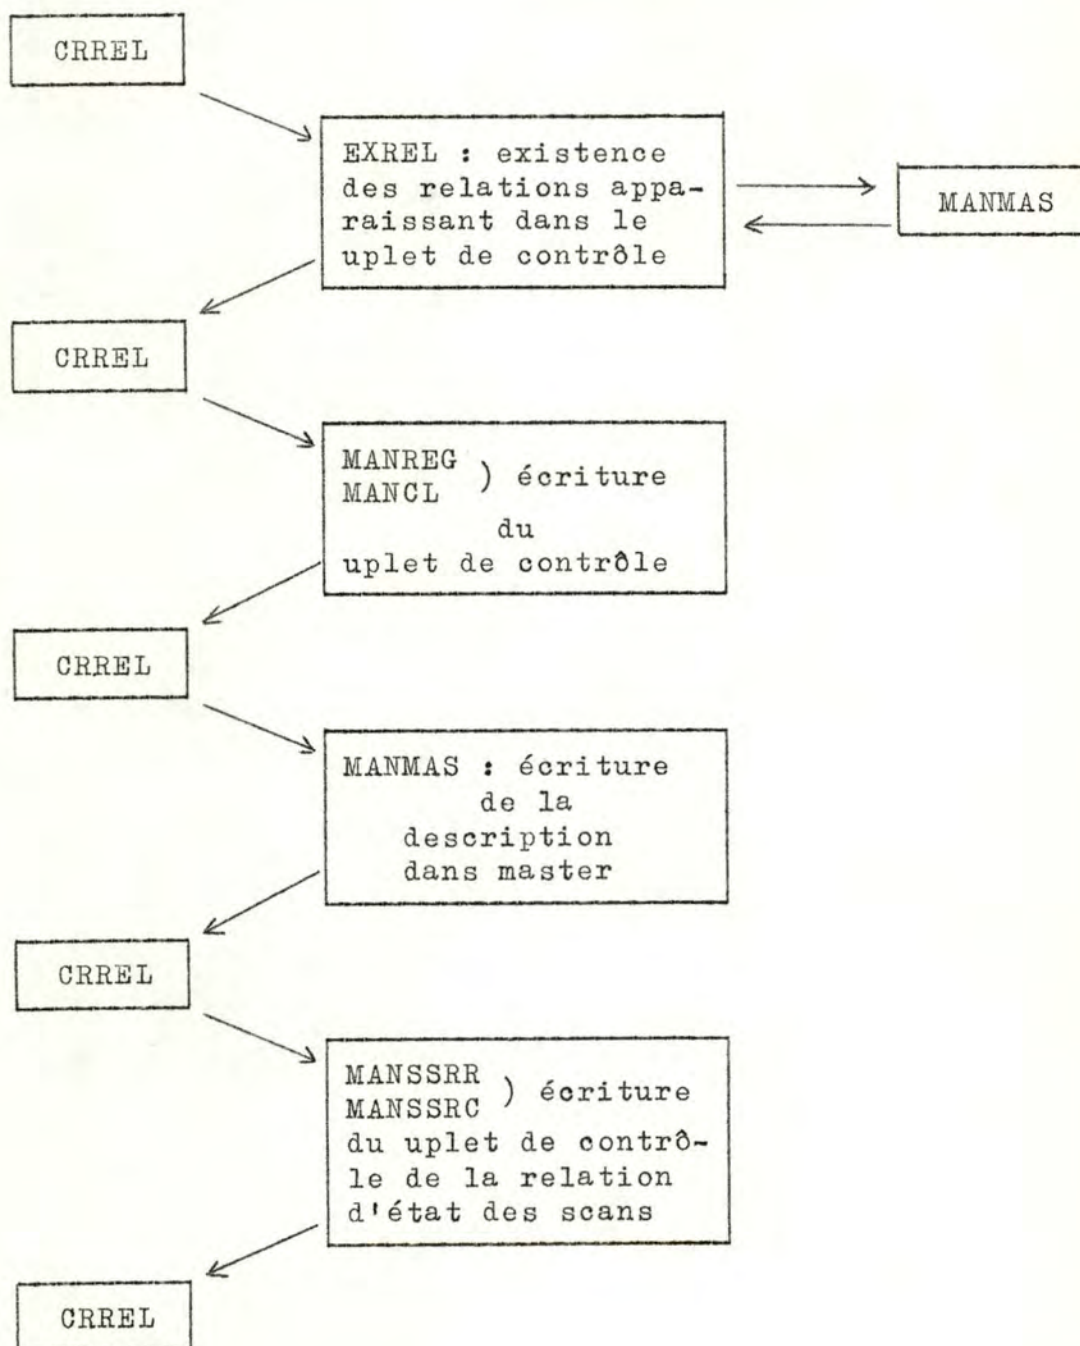 CRREL
EXREL : existence
des relations appa-
raissant dans le
uplet de contrôle
MANMAS
CRREL
MANREG ) écriture
MANCL
du
uplet de contrôle
CRREL
MANMAS : écriture
de la
description
dans master
CRREL
MANSSRR ) écriture
MANSSRC
du uplet de contrô-
le de la relation
d'état des scans
CRREL